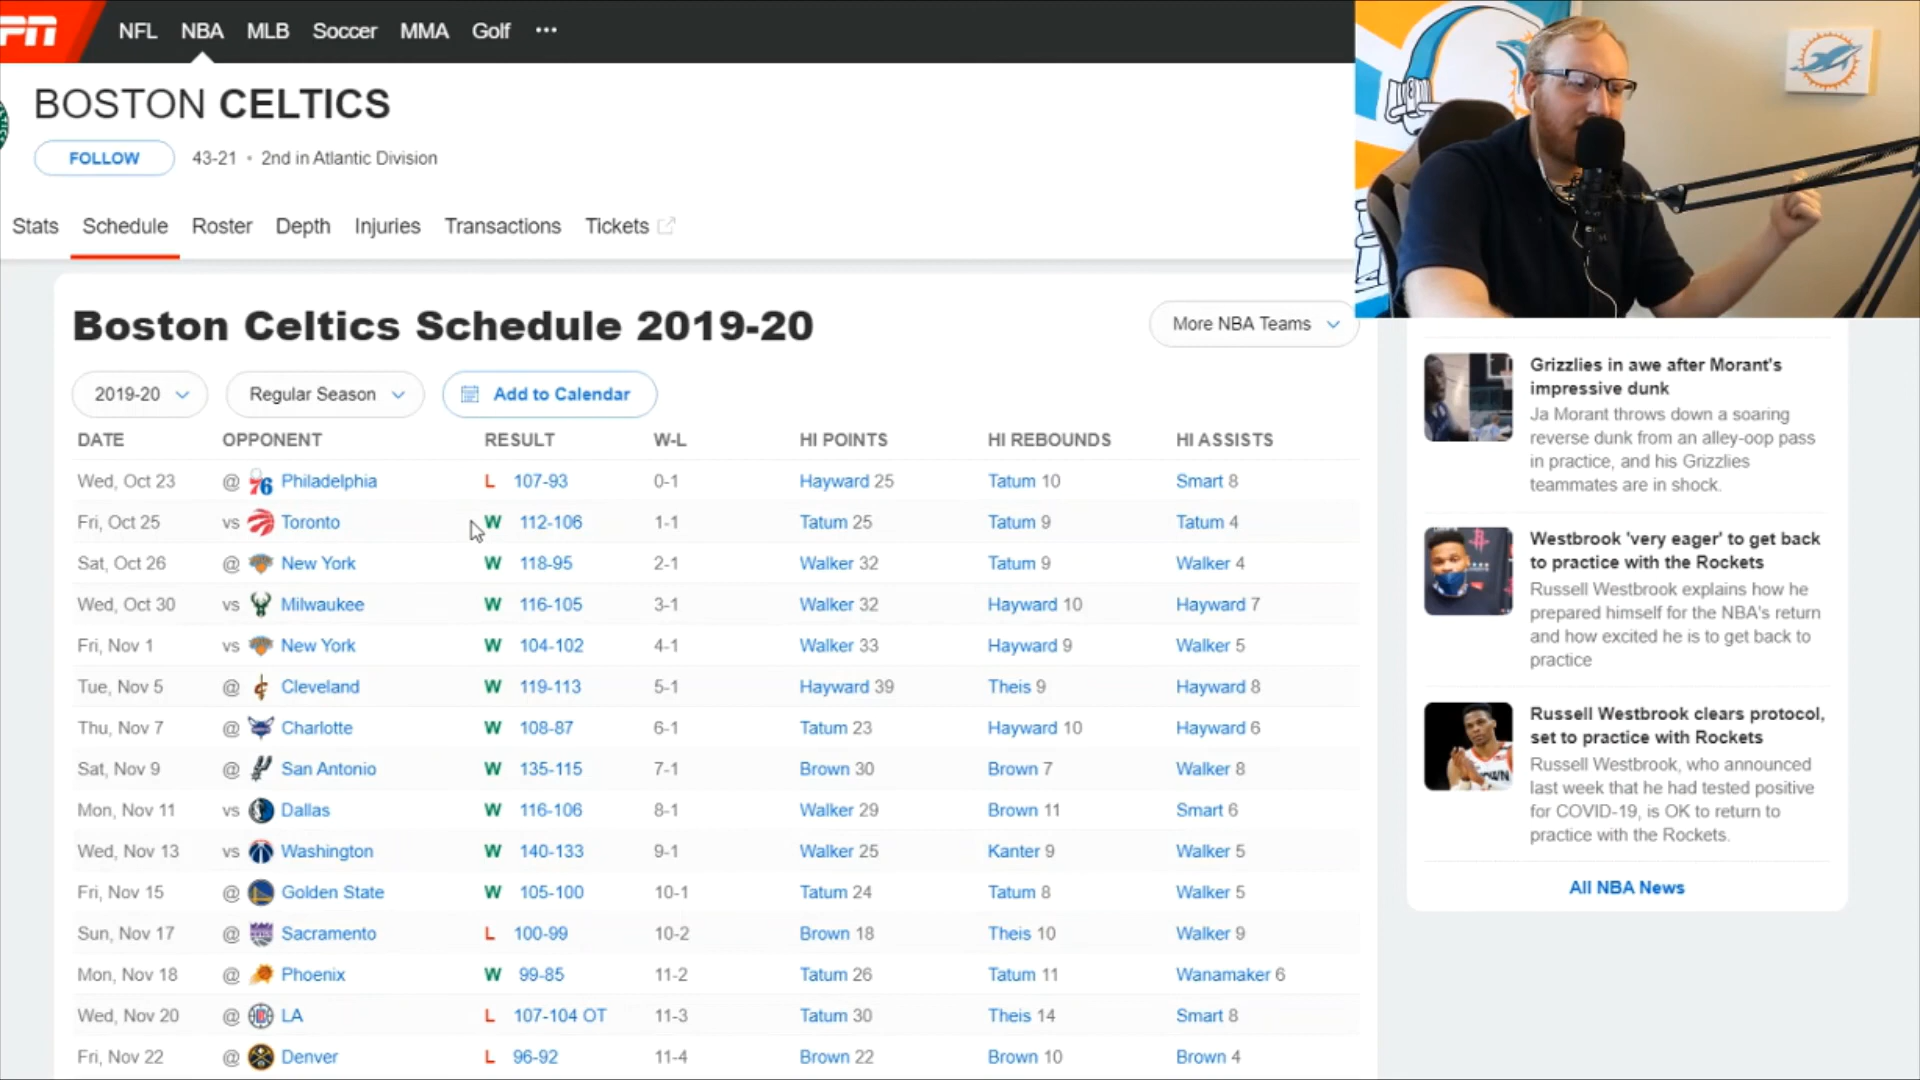 NFL NBA MLB Soccer MMA Golf ...
BOSTON CELTICS
FOLLOW 43-21 • 2nd in Atlantic Division
Stats Schedule Roster Depth Injuries Transactions Tickets
Boston Celtics Schedule 2019-20
More NBA Teams
2019-20 Regular Season Add to Calendar
DATE OPPONENT RESULT W-L HI POINTS HI REBOUNDS HI ASSISTS
Wed, Oct 23 @ Philadelphia L 107-93 0-1 Hayward 25 Tatum 10 Smart 8
Fri, Oct 25 vs Toronto W 112-106 1-1 Tatum 25 Tatum 9 Tatum 4
Sat, Oct 26 @ New York W 118-95 2-1 Walker 32 Tatum 9 Walker 4
Wed, Oct 30 vs Milwaukee W 116-105 3-1 Walker 32 Hayward 10 Hayward 7
Fri, Nov 1 vs New York W 104-102 4-1 Walker 33 Hayward 9 Walker 5
Tue, Nov 5 @ Cleveland W 119-113 5-1 Hayward 39 Theis 9 Hayward 8
Thu, Nov 7 @ Charlotte W 108-87 6-1 Tatum 23 Hayward 10 Hayward 6
Sat, Nov 9 @ San Antonio W 135-115 7-1 Brown 30 Brown 7 Walker 8
Mon, Nov 11 vs Dallas W 116-106 8-1 Walker 29 Brown 11 Smart 6
Wed, Nov 13 vs Washington W 140-133 9-1 Walker 25 Kanter 9 Walker 5
Fri, Nov 15 @ Golden State W 105-100 10-1 Tatum 24 Tatum 8 Walker 5
Sun, Nov 17 @ Sacramento L 100-99 10-2 Brown 18 Theis 10 Walker 9
Mon, Nov 18 @ Phoenix W 99-85 11-2 Tatum 26 Tatum 11 Wanamaker 6
Wed, Nov 20 @ LA L 107-104 OT 11-3 Tatum 30 Theis 14 Smart 8
Fri, Nov 22 @ Denver L 96-92 11-4 Brown 22 Brown 10 Brown 4
Grizzlies in awe after Morant's
impressive dunk
Ja Morant throws down a soaring
reverse dunk from an alley-oop pass
in practice, and his Grizzlies
teammates are in shock.
Westbrook 'very eager' to get back
to practice with the Rockets
Russell Westbrook explains how he
prepared himself for the NBA's return
and how excited he is to get back to
practice
Russell Westbrook clears protocol,
set to practice with Rockets
Russell Westbrook, who announced
last week that he had tested positive
for COVID-19, is OK to return to
practice with the Rockets.
All NBA News